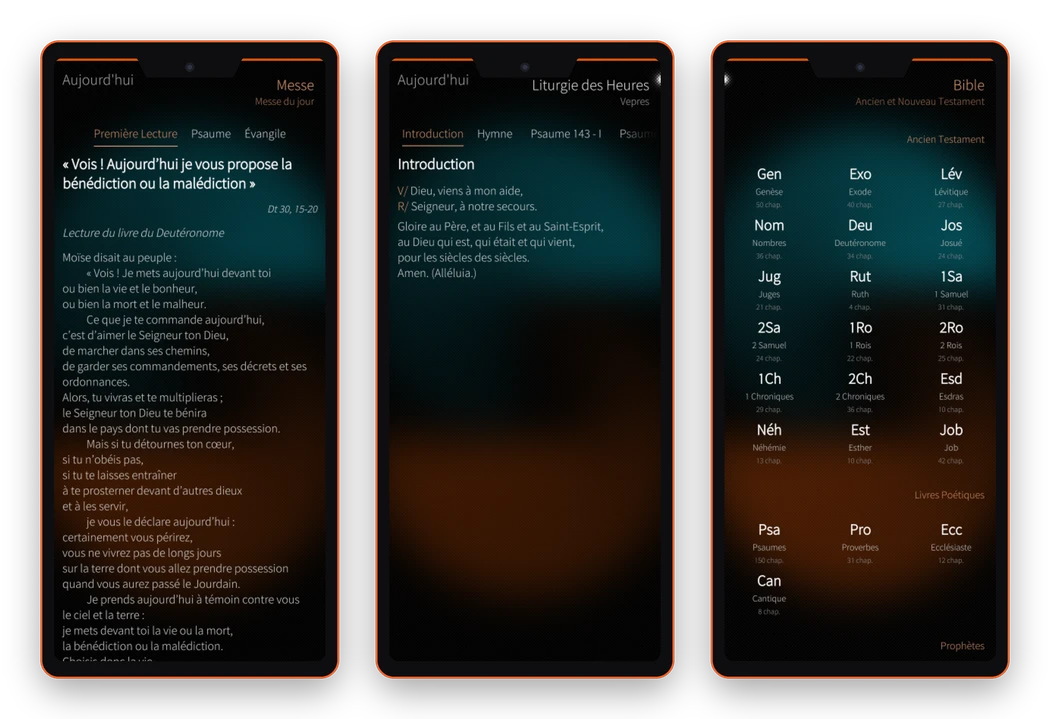 Aujourd'hui
Messe
Messe du jour
Première Lecture Psaume Évangile
« Vois ! Aujourd'hui je vous propose la
bénédiction ou la malédiction »
Dt 30, 15-20
Lecture du livre du Deutéronome
Moïse disait au peuple :
« Vois ! Je mets aujourd'hui devant toi
ou bien la vie et le bonheur,
ou bien la mort et le malheur.
Ce que je te commande aujourd'hui,
c'est d'aimer le Seigneur ton Dieu,
de marcher dans ses chemins,
de garder ses commandements, ses décrets et ses
ordonnances.
Alors, tu vivras et te multiplieras ;
le Seigneur ton Dieu te bénira
dans le pays dont tu vas prendre possession.
Mais si tu détournes ton cœur,
si tu n'obéis pas,
si tu te laisses entraîner
à te prosterner devant d'autres dieux
et à les servir,
je vous le déclare aujourd'hui :
certainement vous périrez,
vous ne vivrez pas de longs jours
sur la terre dont vous allez prendre possession
quand vous aurez passé le Jourdain.
Je prends aujourd'hui à témoin contre vous
le ciel et la terre :
je mets devant toi la vie ou la mort,
la bénédiction ou la malédiction.
Choisis donc la vie
Aujourd'hui
Liturgie des Heures
Vepres
Introduction Hymne Psaume 143 - I Psaum
Introduction
V/ Dieu, viens à mon aide,
R/ Seigneur, à notre secours.
Gloire au Père, et au Fils et au Saint-Esprit,
au Dieu qui est, qui était et qui vient,
pour les siècles des siècles.
Amen. (Alléluia.)
Bible
Ancien et Nouveau Testament
Ancien Testament
Gen Exo Lév
Genèse Exode Lévitique
50 chap. 40 chap. 27 chap.
Nom Deu Jos
Nombres Deutéronome Josué
36 chap. 34 chap. 24 chap.
Jug Rut 1Sa
Juges Ruth 1 Samuel
21 chap. 4 chap. 31 chap.
2Sa 1Ro 2Ro
2 Samuel 1 Rois 2 Rois
24 chap. 22 chap. 25 chap.
1Ch 2Ch Esd
1 Chroniques 2 Chroniques Esdras
29 chap. 36 chap. 10 chap.
Néh Est Job
Néhémie Esther Job
13 chap. 10 chap. 42 chap.
Livres Poétiques
Psa Pro Ecc
Psaumes Proverbes Ecclésiaste
150 chap. 31 chap. 12 chap.
Can
Cantique
8 chap.
Prophètes